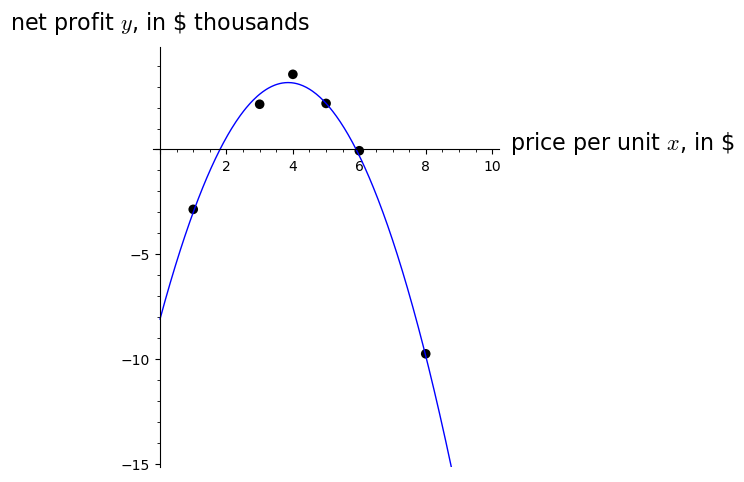 net profit y, in $ thousands
price per unit x, in $
2 4 6 8 10
−5
−10
−15